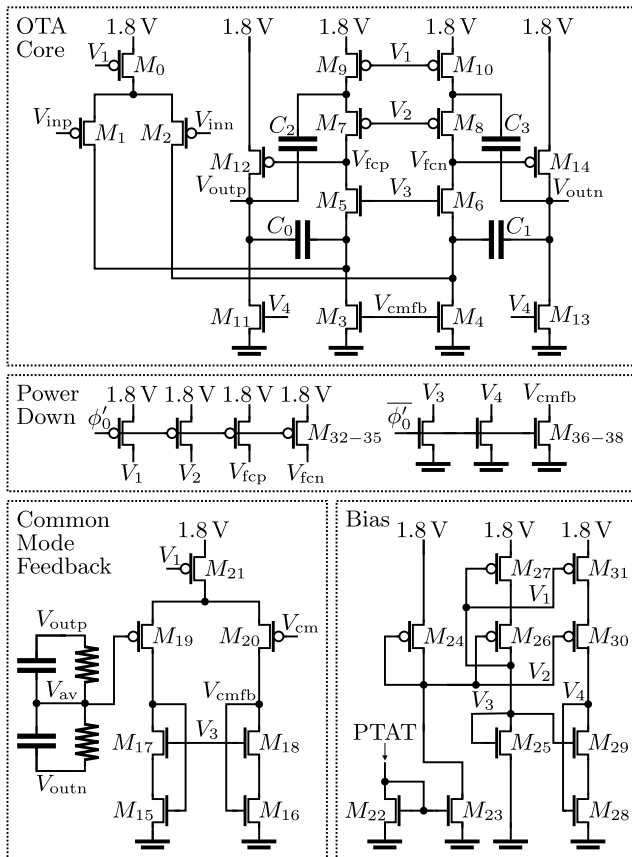 OTA
Core
1.8 V 1.8 V 1.8 V 1.8 V 1.8 V
V1 M0 M9 V1 M10
Vinp M1 M2 Vinn C2 M7 V2 M8 C3
M12 Vfcp Vfcn M14
Voutp M5 V3 M6 Voutn
C0 C1
M11 V4 M3 Vcmfb M4 V4 M13
Power
Down
1.8 V 1.8 V 1.8 V 1.8 V V3 V4 Vcmfb
ϕ′0 M32−35 ϕ′0̅ M36−38
V1 V2 Vfcp Vfcn
Common
Mode
Feedback
1.8 V
V1 M21
Voutp M19 M20 Vcm
Vav Vcmfb
M17 V3 M18
Voutn M15 M16
Bias
1.8 V 1.8 V 1.8 V
M27 V1 M31
M24 M26 M30
V2
V3 V4
PTAT M25 M29
M22 M23 M28